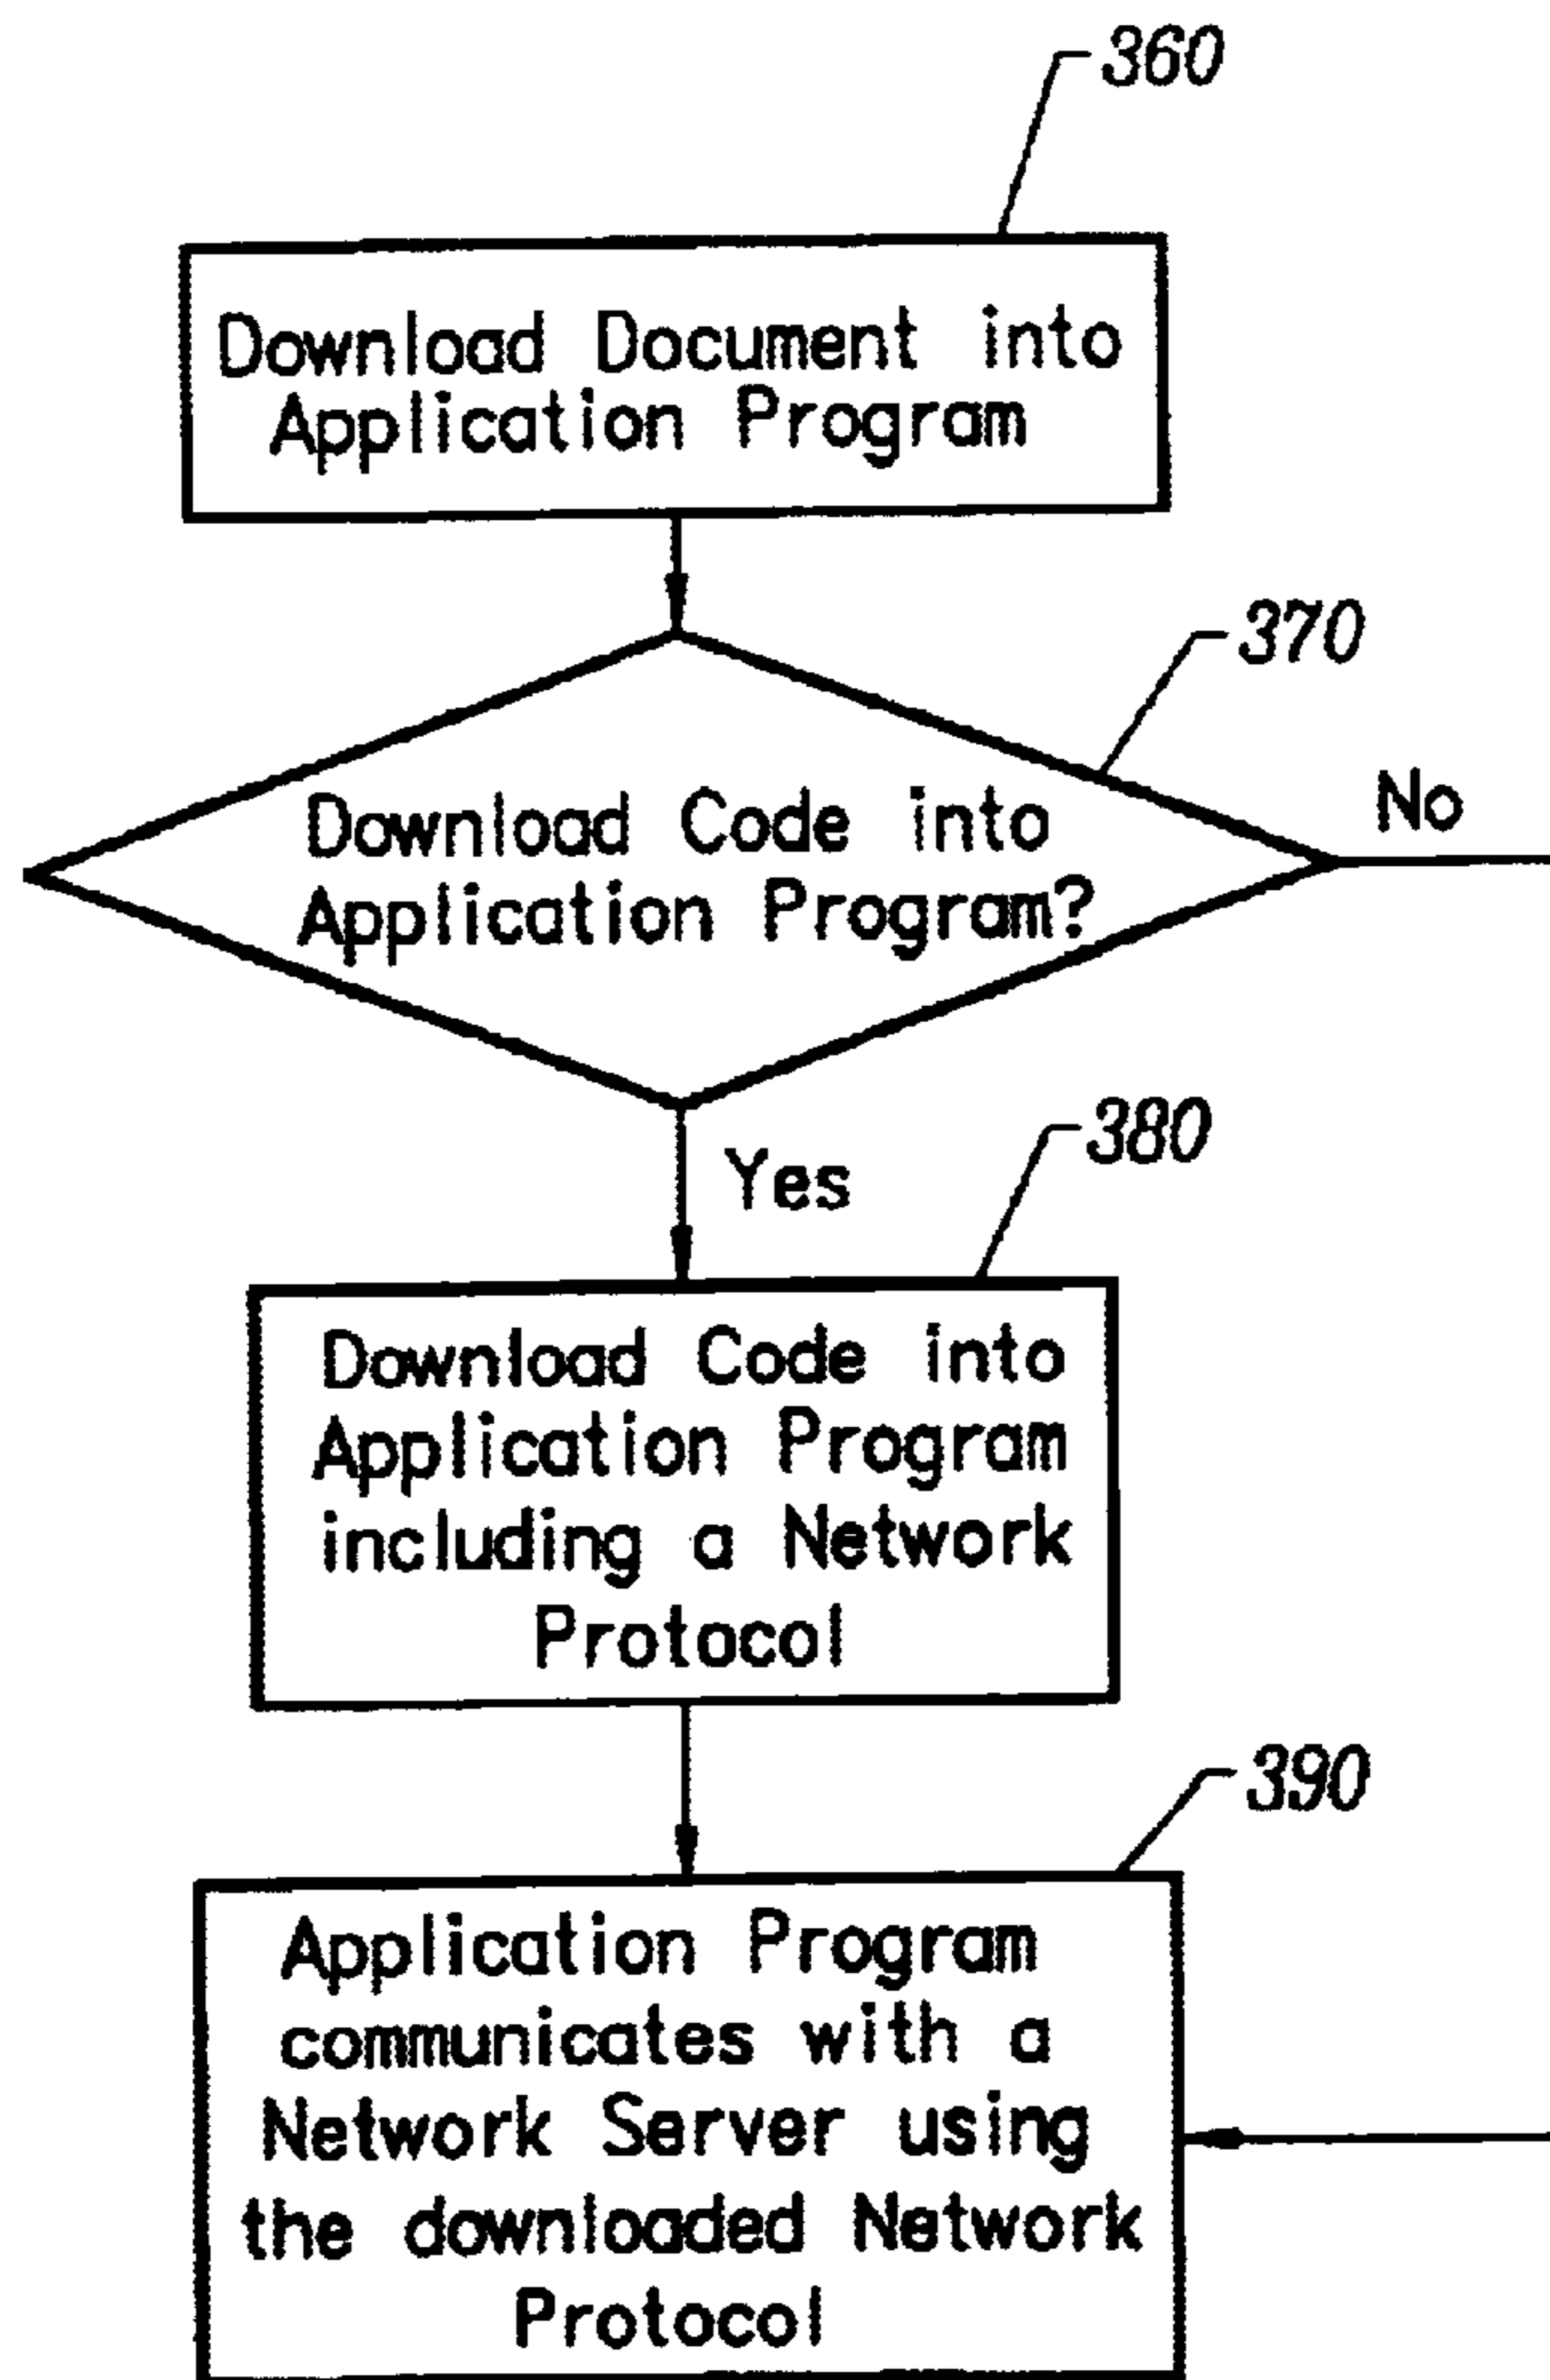 360
Download Document into
Application Program
370
Download Code into
Application Program?
No
Yes
380
Download Code into
Application Program
including a Network
Protocol
390
Application Program
communicates with a
Network Server using
the downloaded Network
Protocol